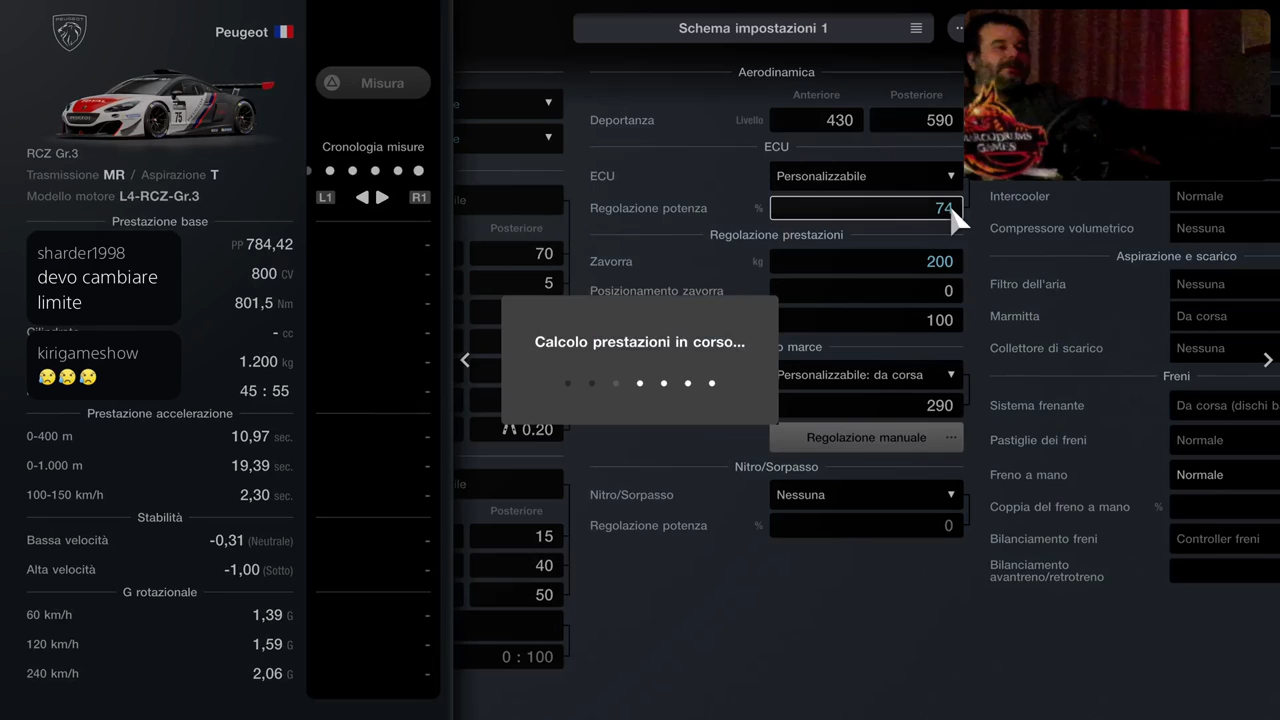 PEUGEOT
Peugeot
RCZ Gr.3
Trasmissione MR / Aspirazione T
Modello motore L4-RCZ-Gr.3
Prestazione base
PP 784,42
800 CV
801,5 Nm
Cilindrata - cc
1.200 kg
45 : 55
sharder1998
devo cambiare
limite
kirigameshow
😢😢😢
Prestazione accelerazione
0-400 m 10,97 sec.
0-1.000 m 19,39 sec.
100-150 km/h 2,30 sec.
Stabilità
Bassa velocità -0,31 (Neutrale)
Alta velocità -1,00 (Sotto)
G rotazionale
60 km/h 1,39 G
120 km/h 1,59 G
240 km/h 2,06 G
Misura
Cronologia misure
L1 R1
Posteriore
70
5
0.20
Posteriore
15
40
50
0 : 100
Schema impostazioni 1
Aerodinamica
Anteriore Posteriore
Deportanza Livello 430 590
ECU
ECU Personalizzabile
Regolazione potenza % 74
Regolazione prestazioni
Zavorra kg 200
Posizionamento zavorra 0
100
Calcolo prestazioni in corso...
marce
Personalizzabile: da corsa
290
Regolazione manuale ...
Nitro/Sorpasso
Nitro/Sorpasso Nessuna
Regolazione potenza % 0
GAMES
Intercooler Normale
Compressore volumetrico Nessuna
Aspirazione e scarico
Filtro dell'aria Nessuna
Marmitta Da corsa
Collettore di scarico Nessuna
Freni
Sistema frenante Da corsa (dischi b
Pastiglie dei freni Normale
Freno a mano Normale
Coppia del freno a mano %
Bilanciamento freni Controller freni
Bilanciamento
avantreno/retrotreno